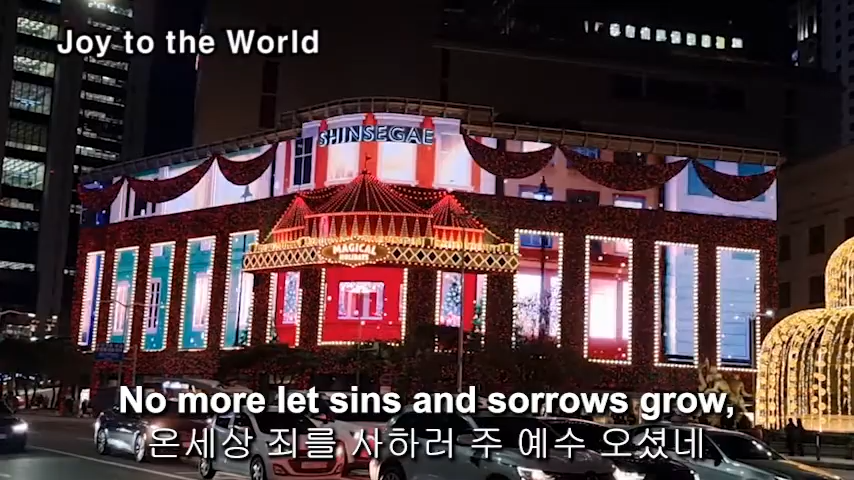 Joy to the World
SHINSEGAE
MAGICAL
HOLIDAYS
No more let sins and sorrows grow,
온세상 죄를 사하러 주 예수 오셨네